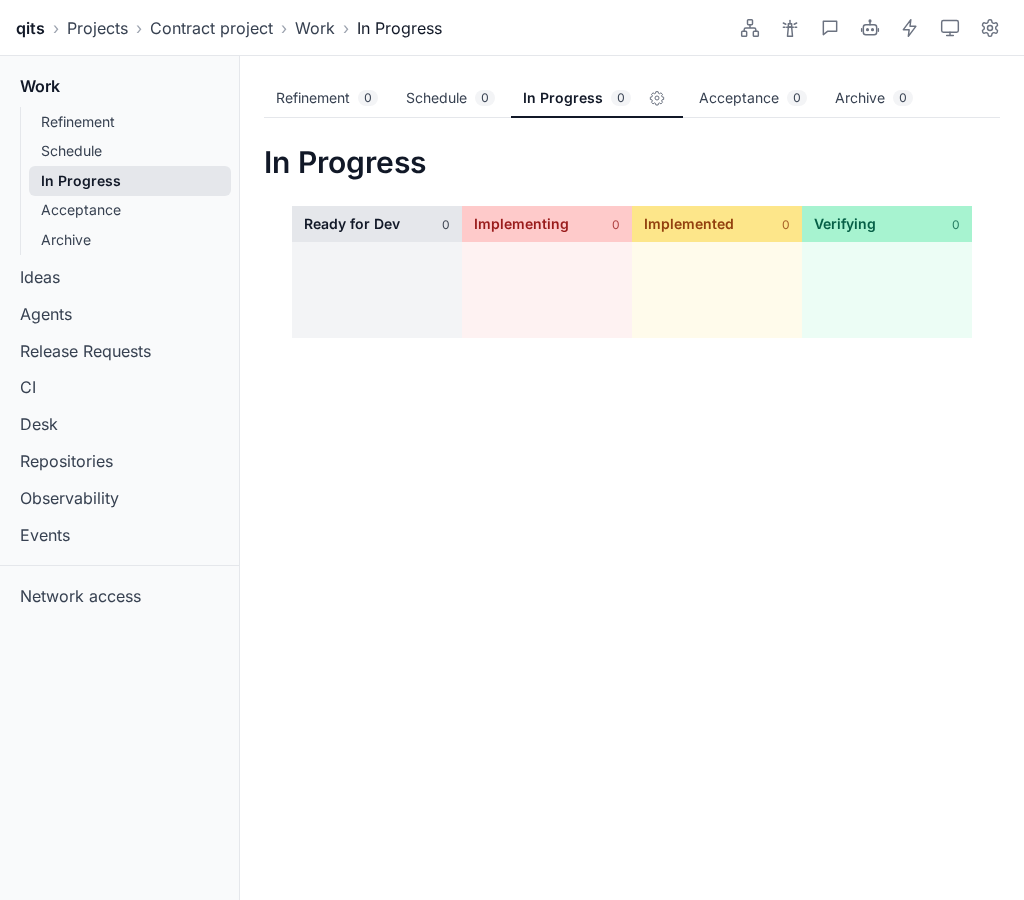 qits › Projects › Contract project › Work › In Progress
Work
Refinement
Schedule
In Progress
Acceptance
Archive
Ideas
Agents
Release Requests
CI
Desk
Repositories
Observability
Events
Network access
Refinement 0 Schedule 0 In Progress 0 Acceptance 0 Archive 0
In Progress
Ready for Dev 0 Implementing 0 Implemented 0 Verifying 0